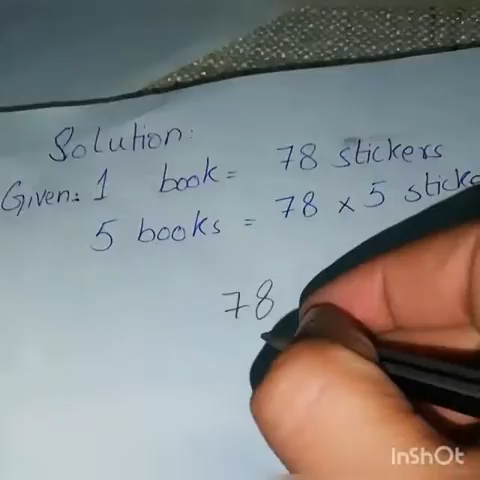 Solution:
Given: 1 book = 78 stickers
5 books = 78 × 5
78
InShOt